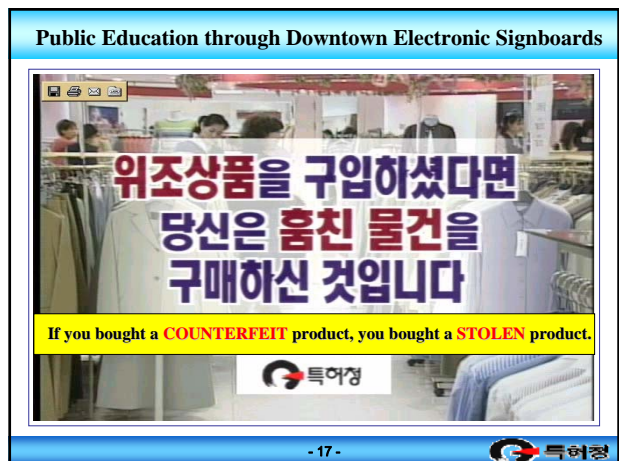 Public Education through Downtown Electronic Signboards
위조상품을 구입하셨다면
당신은 훔친 물건을
구매하신 것입니다
If you bought a COUNTERFEIT product, you bought a STOLEN product.
특허청
- 17 -
특허청